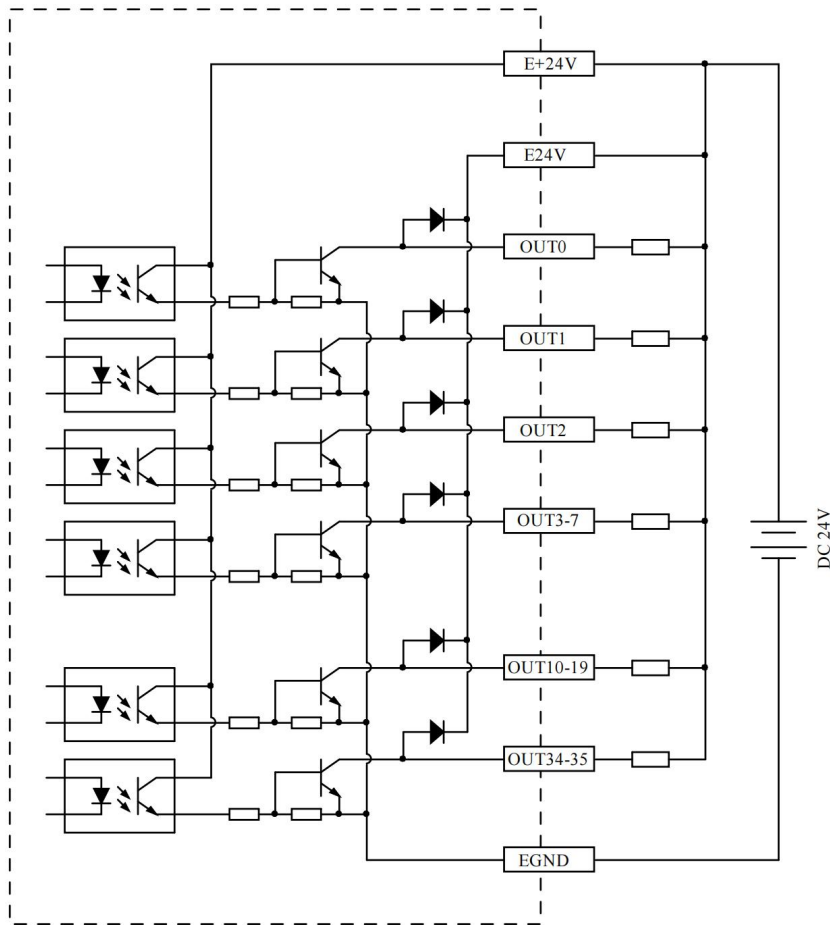 E+24V
E24V
OUT0
OUT1
OUT2
OUT3-7
DC 24V
OUT10-19
OUT34-35
EGND